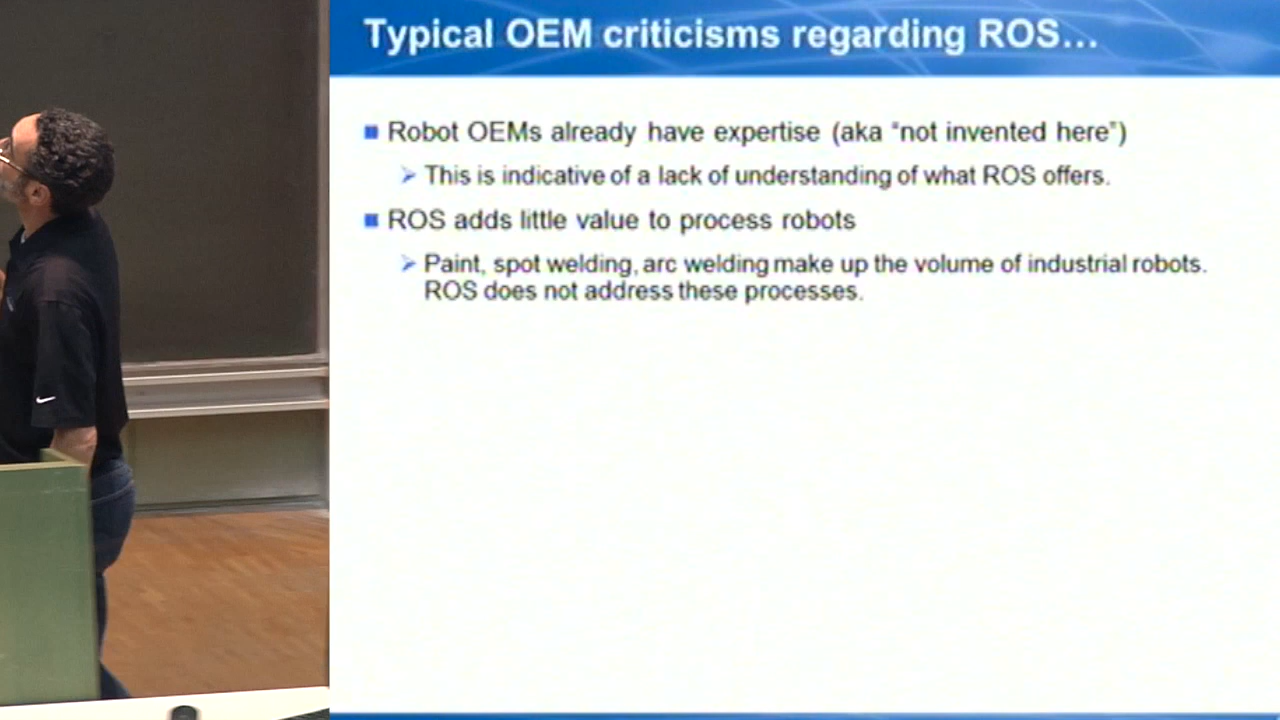 Typical OEM criticisms regarding ROS…
Robot OEMs already have expertise (aka “not invented here”)
This is indicative of a lack of understanding of what ROS offers.
ROS adds little value to process robots
Paint, spot welding, arc welding make up the volume of industrial robots.
ROS does not address these processes.